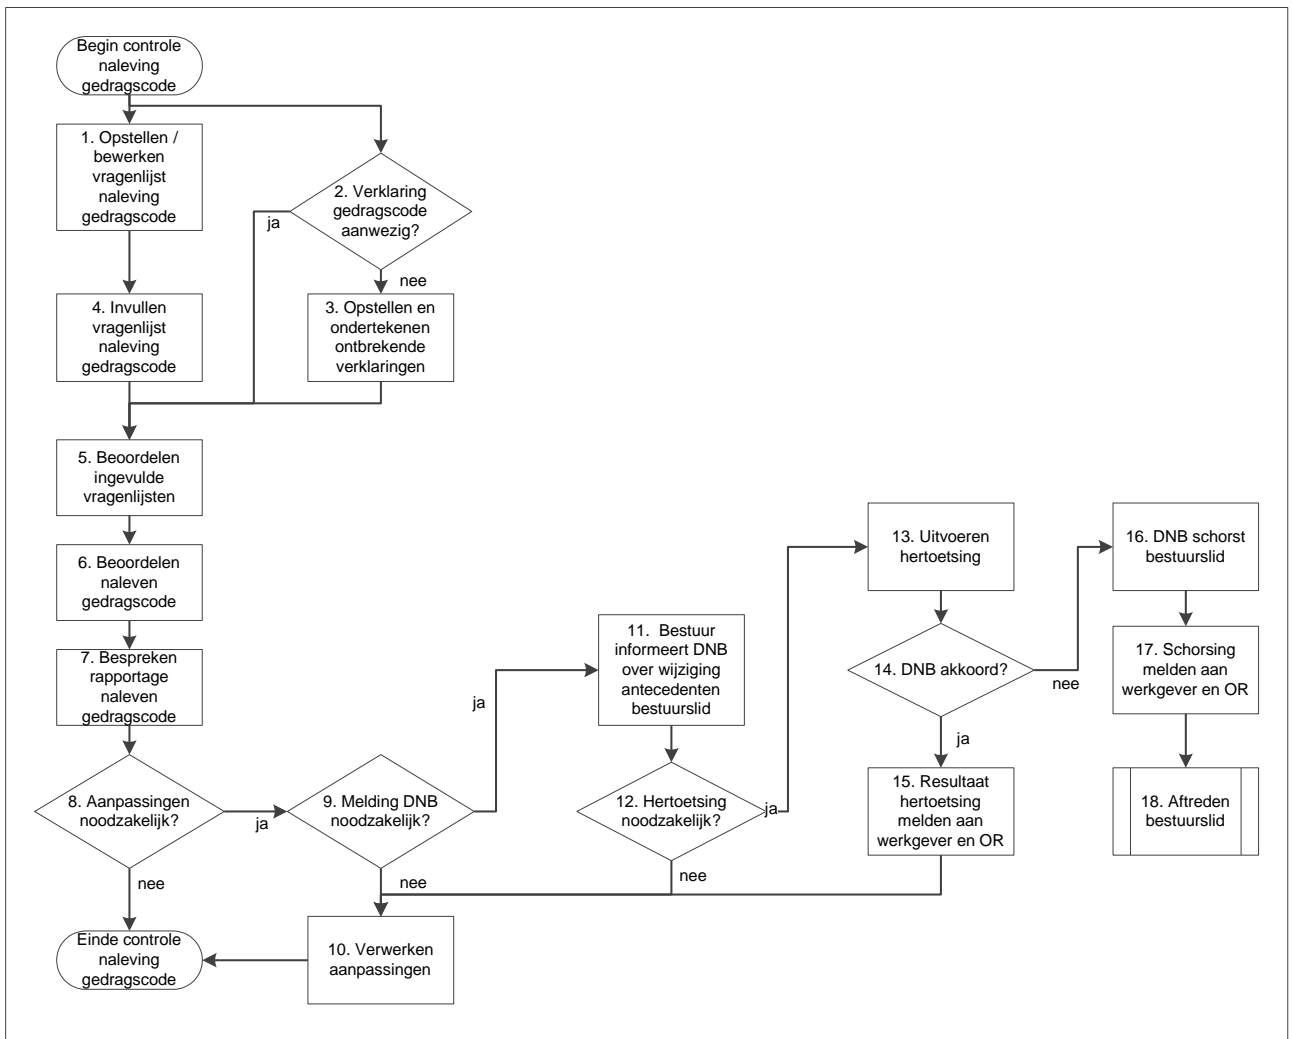 Begin controle
naleving
gedragscode
1. Opstellen /
bewerken
vragenlijst
naleving
gedragscode
2. Verklaring
gedragscode
aanwezig?
ja
nee
4. Invullen
vragenlijst
naleving
gedragscode
3. Opstellen en
ondertekenen
ontbrekende
verklaringen
5. Beoordelen
ingevulde
vragenlijsten
6. Beoordelen
naleven
gedragscode
7. Bespreken
rapportage
naleven
gedragscode
8. Aanpassingen
noodzakelijk?
ja
nee
9. Melding DNB
noodzakelijk?
ja
nee
11. Bestuur
informeert DNB
over wijziging
antecedenten
bestuurslid
12. Hertoetsing
noodzakelijk?
ja
nee
13. Uitvoeren
hertoetsing
14. DNB akkoord?
nee
ja
15. Resultaat
hertoetsing
melden aan
werkgever en OR
16. DNB schorst
bestuurslid
17. Schorsing
melden aan
werkgever en OR
18. Aftreden
bestuurslid
10. Verwerken
aanpassingen
Einde controle
naleving
gedragscode